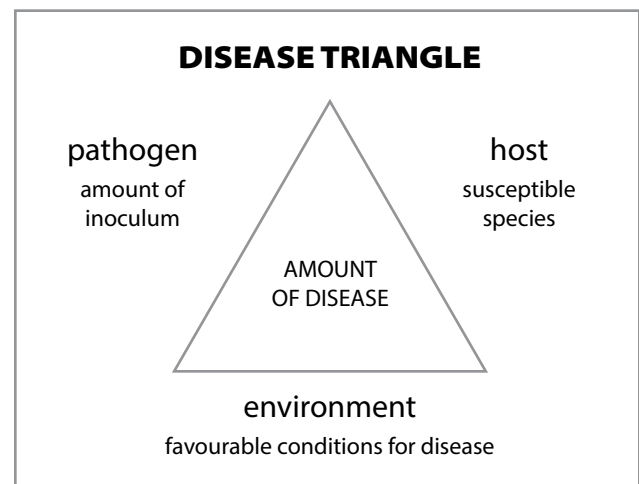 DISEASE TRIANGLE
pathogen
amount of
inoculum
host
susceptible
species
AMOUNT
OF DISEASE
environment
favourable conditions for disease